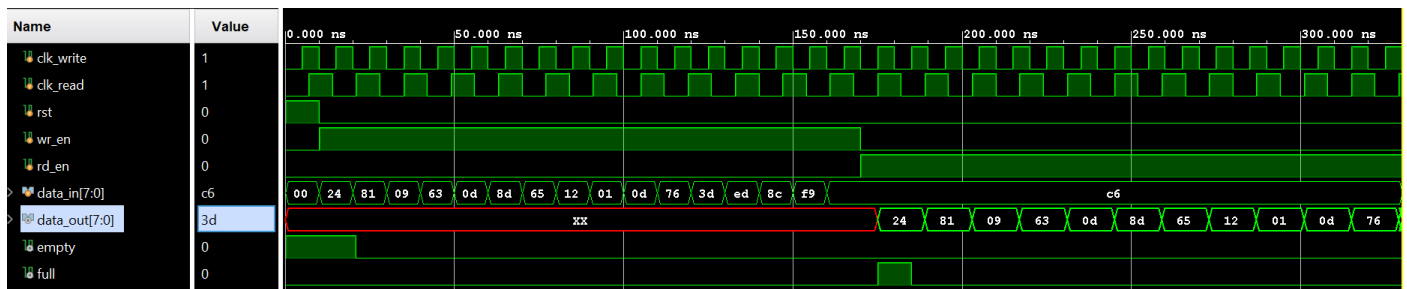 Name Value 0.000 ns 50.000 ns 100.000 ns 150.000 ns 200.000 ns 250.000 ns 300.000 ns
clk_write 1
clk_read 1
rst 0
wr_en 0
rd_en 0
data_in[7:0] c6 00 24 81 09 63 0d 8d 65 12 01 0d 76 3d ed 8c f9 c6
data_out[7:0] 3d XX 24 81 09 63 0d 8d 65 12 01 0d 76
empty 0
full 0